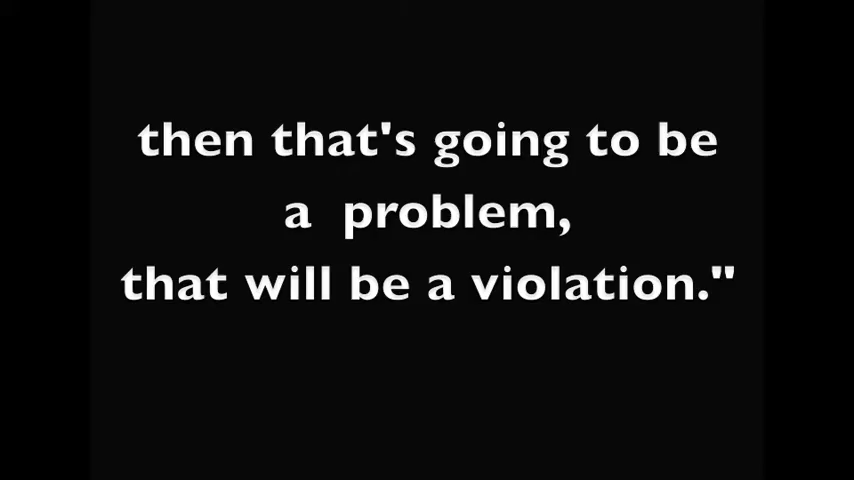 then that's going to be
a  problem,
that will be a violation."